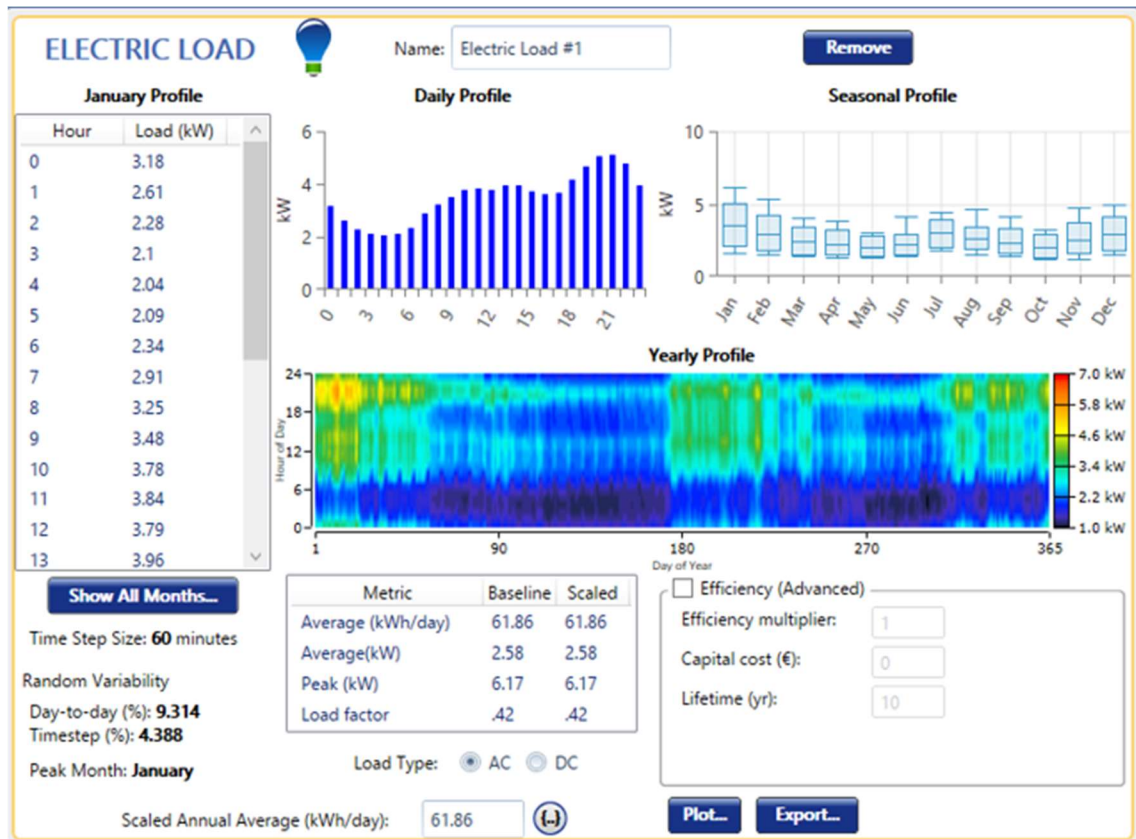 ELECTRIC LOAD
Name: Electric Load #1
Remove
January Profile
Hour Load (kW)
0 3.18
1 2.61
2 2.28
3 2.1
4 2.04
5 2.09
6 2.34
7 2.91
8 3.25
9 3.48
10 3.78
11 3.84
12 3.79
13 3.96
Show All Months...
Time Step Size: 60 minutes
Random Variability
Day-to-day (%): 9.314
Timestep (%): 4.388
Peak Month: January
Daily Profile
6
4
2
0
kW
0 3 6 9 12 15 18 21
Seasonal Profile
10
5
0
kW
Jan Feb Mar Apr May Jun Jul Aug Sep Oct Nov Dec
Yearly Profile
24
18
12
6
0
Hour of Day
1 90 180 270 365
Day of Year
7.0 kW
5.8 kW
4.6 kW
3.4 kW
2.2 kW
1.0 kW
Metric Baseline Scaled
Average (kWh/day) 61.86 61.86
Average(kW) 2.58 2.58
Peak (kW) 6.17 6.17
Load factor .42 .42
Load Type: AC DC
Efficiency (Advanced)
Efficiency multiplier: 1
Capital cost (€): 0
Lifetime (yr): 10
Scaled Annual Average (kWh/day): 61.86 {..}
Plot... Export...